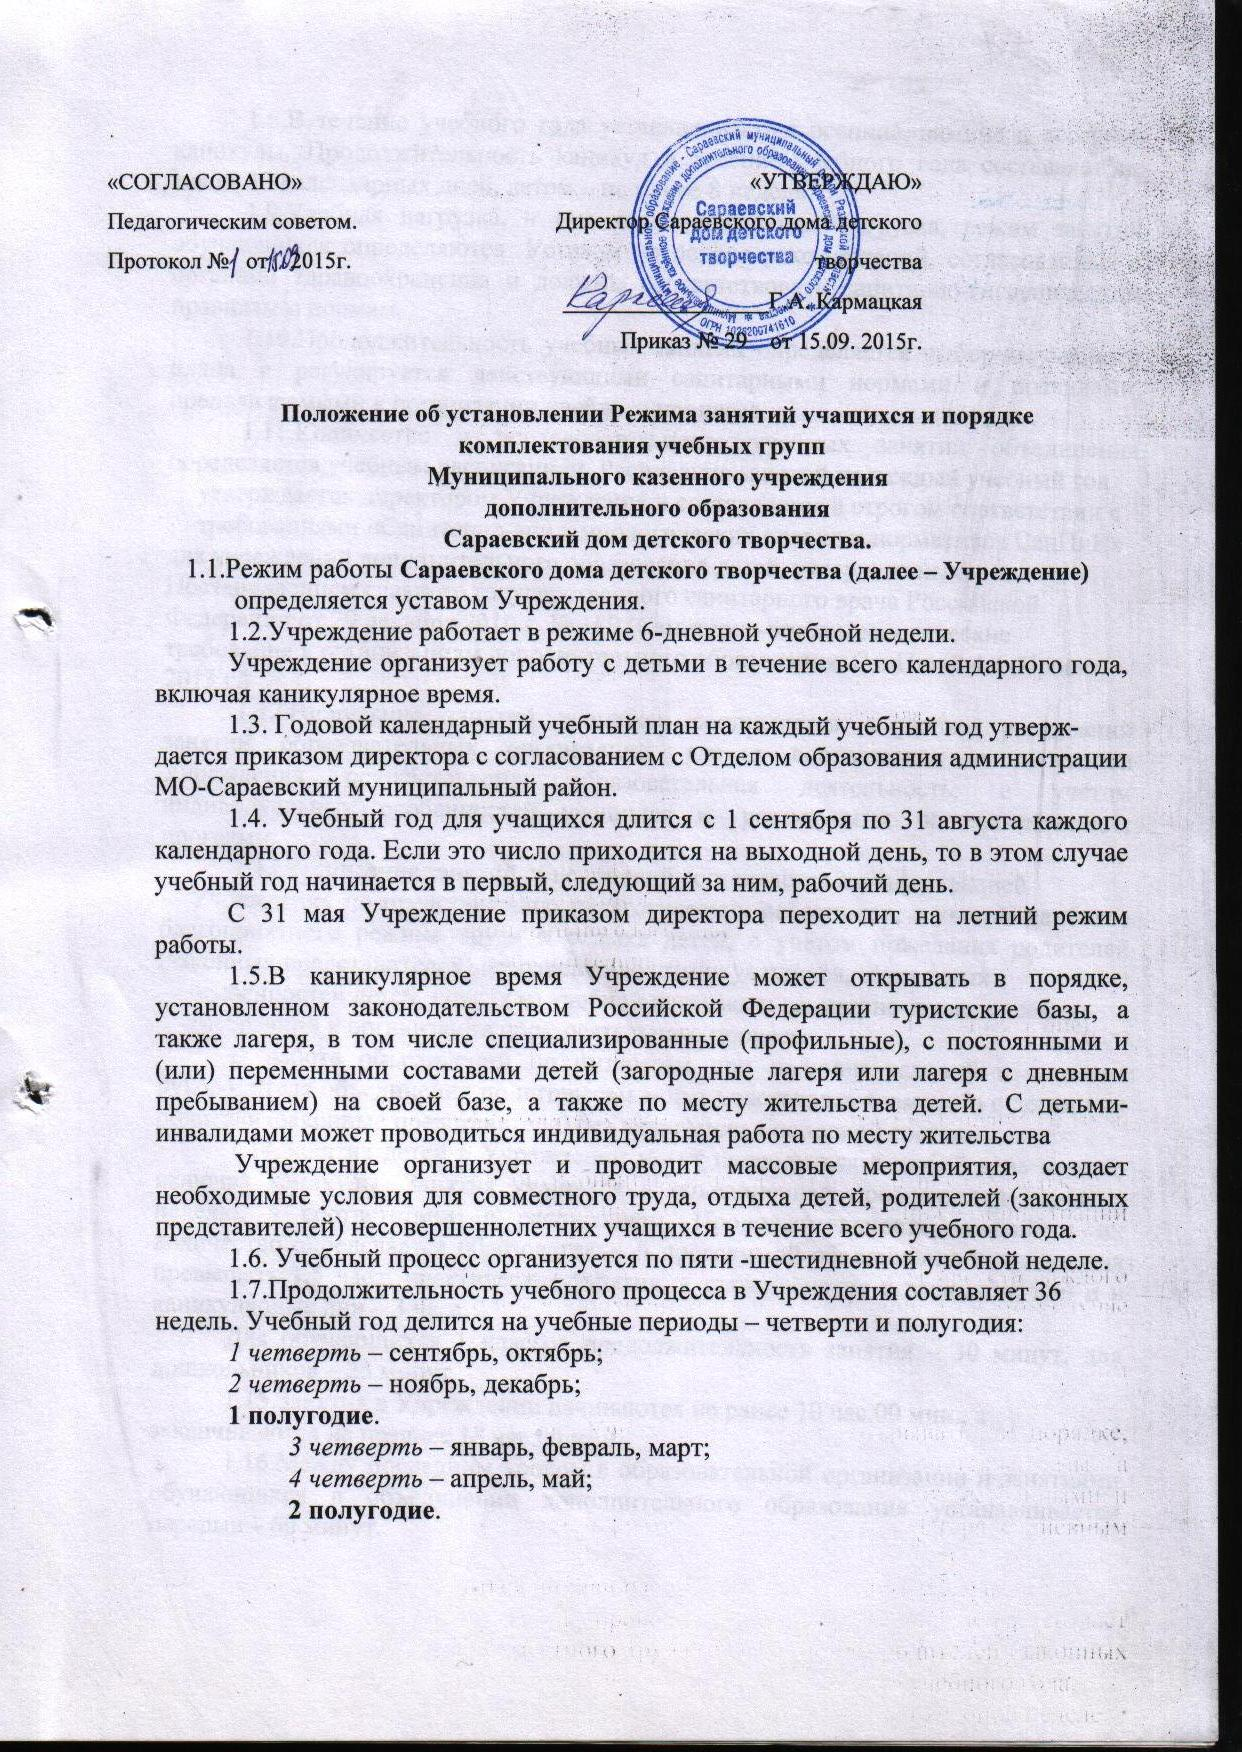 «СОГЛАСОВАНО» «УТВЕРЖДАЮ»
Педагогическим советом. Директор Сараевского дома детского
Протокол №1 от 15.09 2015г. творчества
Г.А. Кармацкая
Приказ № 29 от 15.09. 2015г.
Сараевский
дом детского
творчества
ОГРН 1026200741610
Положение об установлении Режима занятий учащихся и порядке
комплектования учебных групп
Муниципального казенного учреждения
дополнительного образования
Сараевский дом детского творчества.
1.1.Режим работы Сараевского дома детского творчества (далее – Учреждение)
определяется уставом Учреждения.
1.2.Учреждение работает в режиме 6-дневной учебной недели.
Учреждение организует работу с детьми в течение всего календарного года,
включая каникулярное время.
1.3. Годовой календарный учебный план на каждый учебный год утверж-
дается приказом директора с согласованием с Отделом образования администрации
МО-Сараевский муниципальный район.
1.4. Учебный год для учащихся длится с 1 сентября по 31 августа каждого
календарного года. Если это число приходится на выходной день, то в этом случае
учебный год начинается в первый, следующий за ним, рабочий день.
С 31 мая Учреждение приказом директора переходит на летний режим
работы.
1.5.В каникулярное время Учреждение может открывать в порядке,
установленном законодательством Российской Федерации туристские базы, а
также лагеря, в том числе специализированные (профильные), с постоянными и
(или) переменными составами детей (загородные лагеря или лагеря с дневным
пребыванием) на своей базе, а также по месту жительства детей. С детьми-
инвалидами может проводиться индивидуальная работа по месту жительства
Учреждение организует и проводит массовые мероприятия, создает
необходимые условия для совместного труда, отдыха детей, родителей (законных
представителей) несовершеннолетних учащихся в течение всего учебного года.
1.6. Учебный процесс организуется по пяти -шестидневной учебной неделе.
1.7.Продолжительность учебного процесса в Учреждения составляет 36
недель. Учебный год делится на учебные периоды – четверти и полугодия:
1 четверть – сентябрь, октябрь;
2 четверть – ноябрь, декабрь;
1 полугодие.
3 четверть – январь, февраль, март;
4 четверть – апрель, май;
2 полугодие.